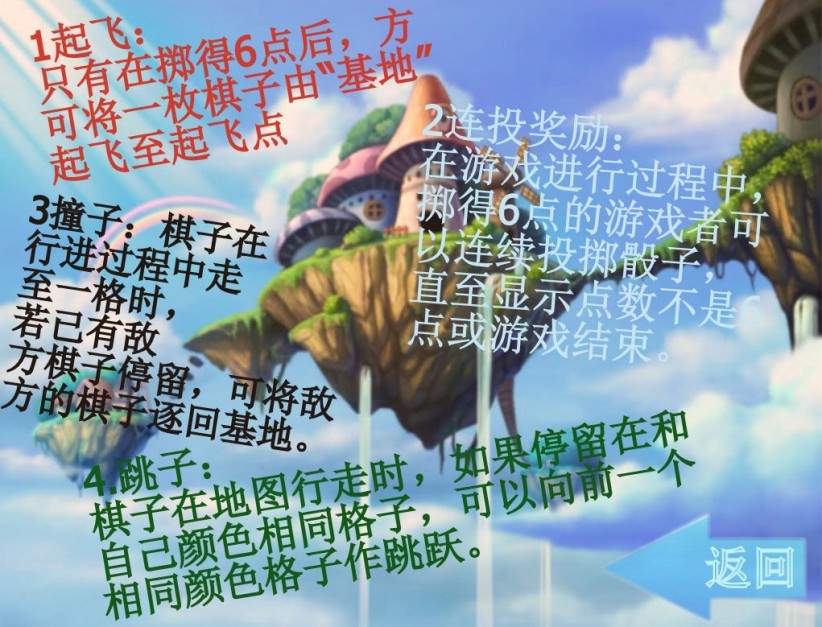 1起飞：
只有在掷得6点后，方
可将一枚棋子由“基地”
起飞至起飞点
2连投奖励：
在游戏进行过程中，
掷得6点的游戏者可
以连续投掷骰子，
直至显示点数不是6
点或游戏结束。
3撞子：棋子在
行进过程中走
至一格时，
若已有敌
方棋子停留，可将敌
方的棋子逐回基地。
4.跳子：
棋子在地图行走时，如果停留在和
自己颜色相同格子，可以向前一个
相同颜色格子作跳跃。
返回